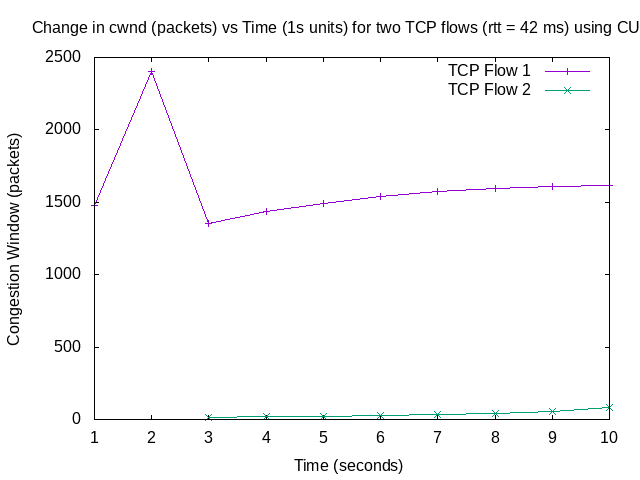 Change in cwnd (packets) vs Time (1s units) for two TCP flows (rtt = 42 ms) using CU
TCP Flow 1
TCP Flow 2
2500
2000
1500
1000
500
0
Congestion Window (packets)
1 2 3 4 5 6 7 8 9 10
Time (seconds)